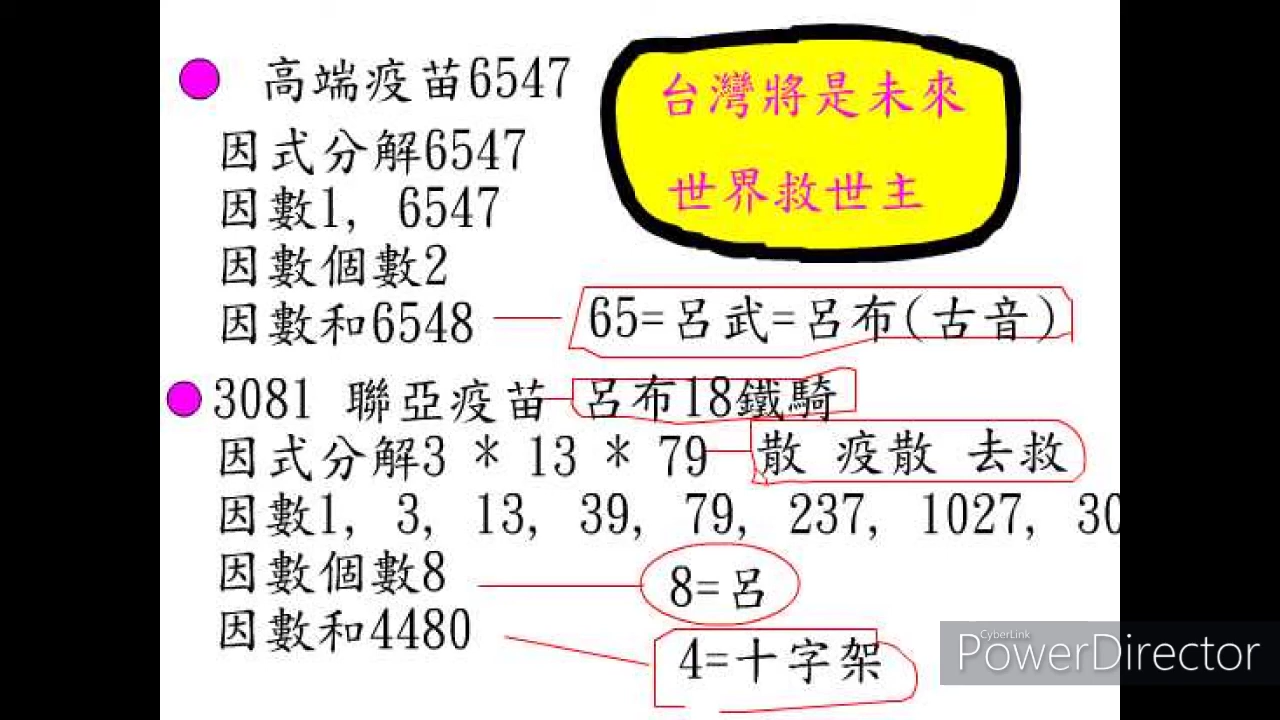 高端疫苗6547
台灣將是未來
世界救世主
因式分解6547
因數1, 6547
因數個數2
因數和6548
65=呂武=呂布(古音)
3081 聯亞疫苗
呂布18鐵騎
因式分解3 * 13 * 79
散 疫散 去救
因數1, 3, 13, 39, 79, 237, 1027, 30
因數個數8
8=呂
因數和4480
4=十字架
CyberLink
PowerDirector